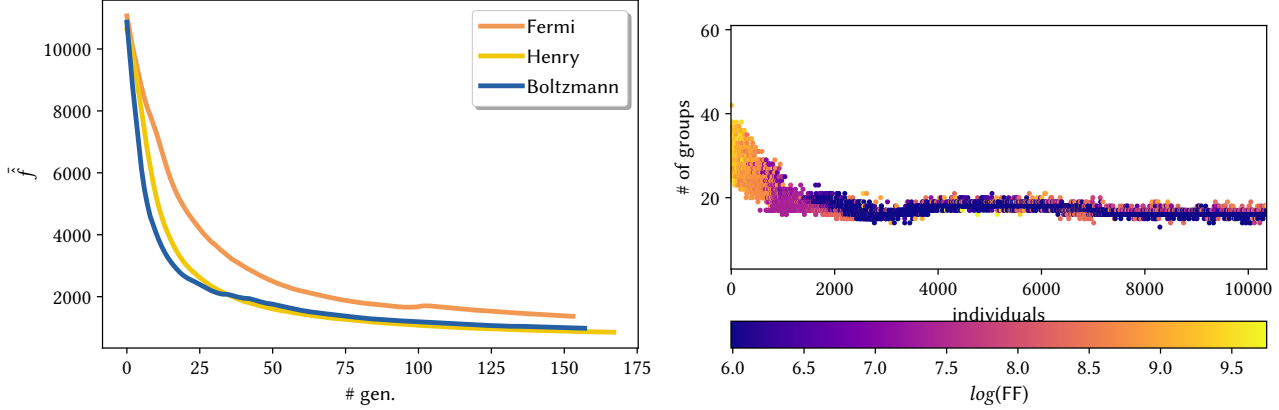 10000
8000
6000
4000
2000
0 25 50 75 100 125 150 175
# gen.
Fermi
Henry
Boltzmann
60
40
20
# of groups
0 2000 4000 6000 8000 10000
individuals
6.0 6.5 7.0 7.5 8.0 8.5 9.0 9.5
log(FF)